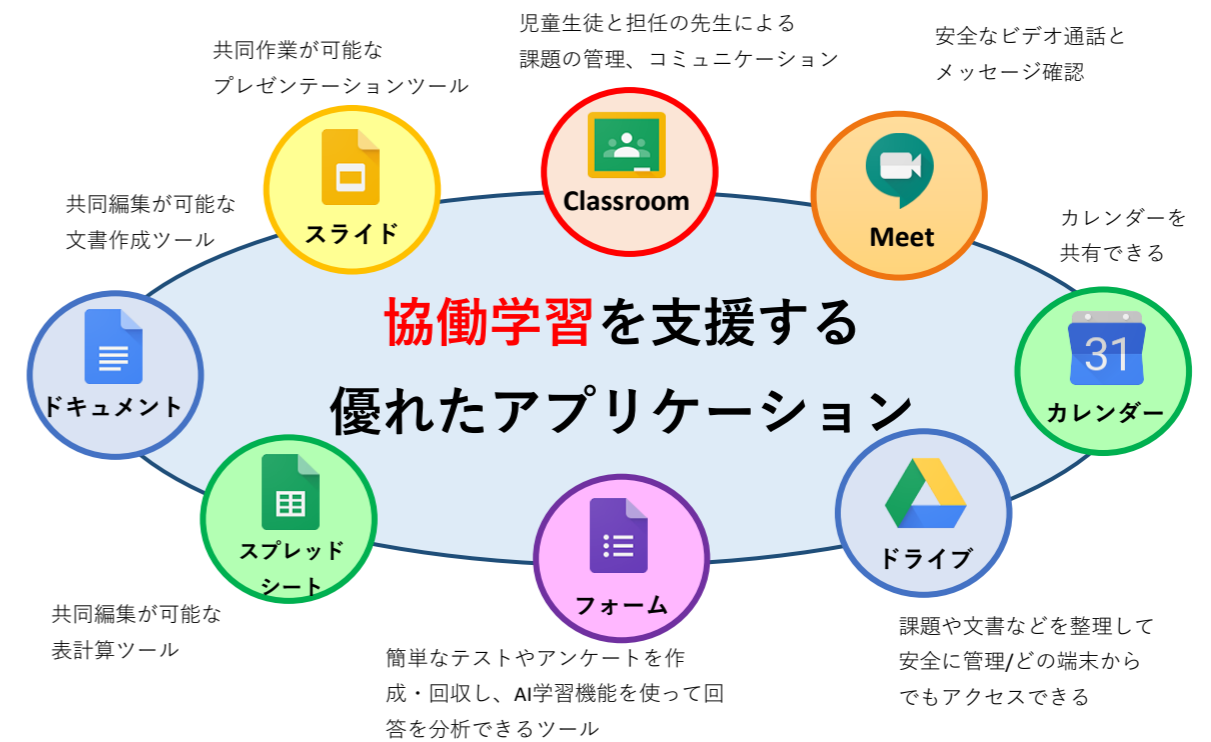 児童生徒と担任の先生による
課題の管理、コミュニケーション
Classroom
安全なビデオ通話と
メッセージ確認
Meet
カレンダーを
共有できる
31
カレンダー
ドライブ
課題や文書などを整理して
安全に管理/どの端末から
でもアクセスできる
フォーム
簡単なテストやアンケートを作
成・回収し、AI学習機能を使って回
答を分析できるツール
スプレッド
シート
共同編集が可能な
表計算ツール
共同編集が可能な
文書作成ツール
ドキュメント
共同作業が可能な
プレゼンテーションツール
スライド
協働学習を支援する
優れたアプリケーション